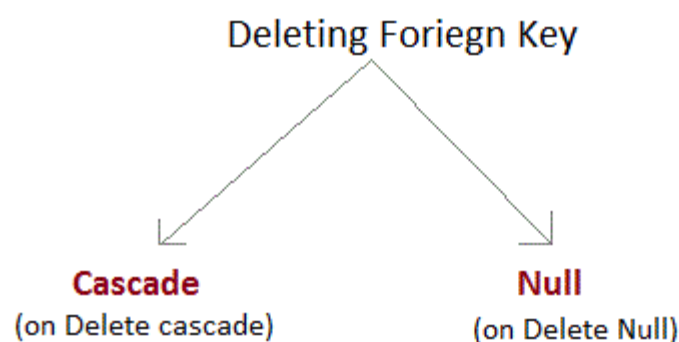 Deleting Foriegn Key
Cascade
(on Delete cascade)
Null
(on Delete Null)